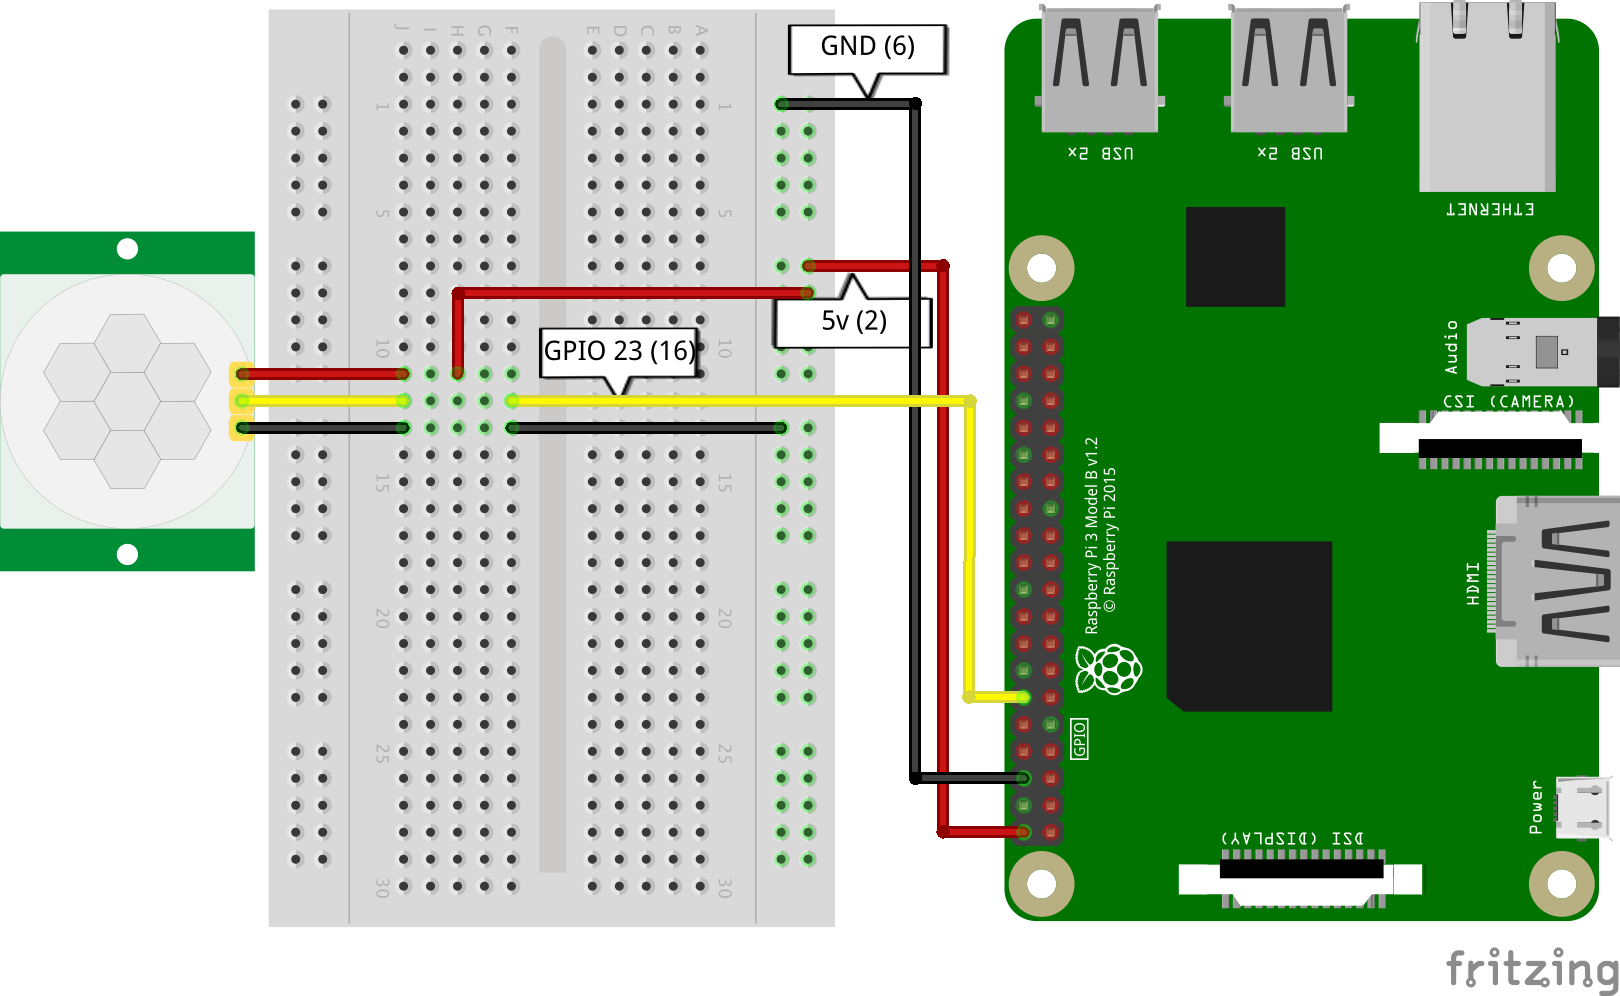 J I H G F E D C B A
GND (6)
1 1
5 5
5v (2)
GPIO 23 (16)
10 10
15 15
20 20
25 25
30 30
USB 2x
USB 2x
ETHERNET
Audio
CSI (CAMERA)
Raspberry Pi 3 Model B v1.2
© Raspberry Pi 2015
HDMI
GPIO
Power
DSI (DISPLAY)
fritzing